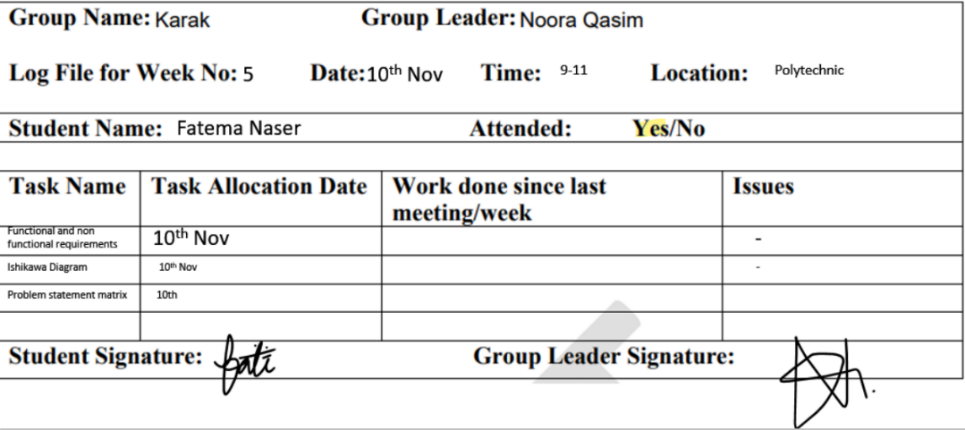 Group Name: Karak Group Leader: Noora Qasim
Log File for Week No: 5 Date:10th Nov Time: 9-11 Location: Polytechnic
Student Name: Fatema Naser Attended: Yes/No
Task Name Task Allocation Date Work done since last meeting/week Issues
Functional and non functional requirements 10th Nov -
Ishikawa Diagram 10th Nov -
Problem statement matrix 10th
Student Signature: fati Group Leader Signature: